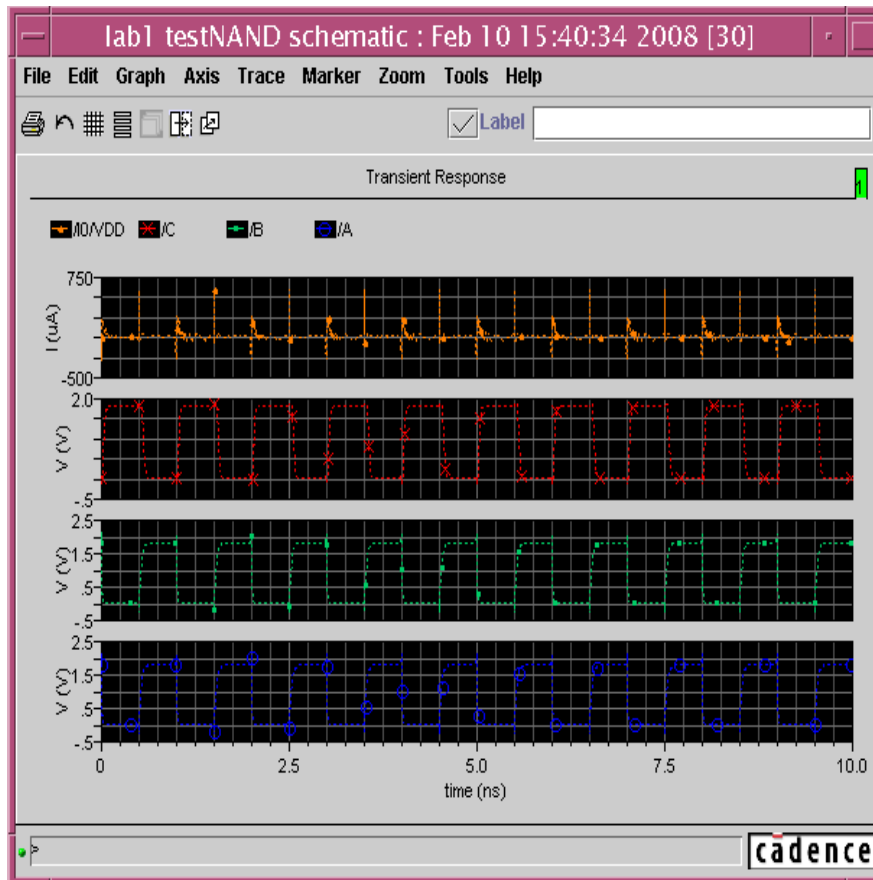 lab1 testNAND schematic : Feb 10 15:40:34 2008 [30]
File Edit Graph Axis Trace Marker Zoom Tools Help
Label
Transient Response
1
/I0/VDD /C /B /A
750
I (uA)
-500
2.0
V (V)
-.5
2.5
1.5
V (V)
.5
-.5
2.5
1.5
V (V)
.5
-.5
0 2.5 5.0 7.5 10.0
time (ns)
>
cādence